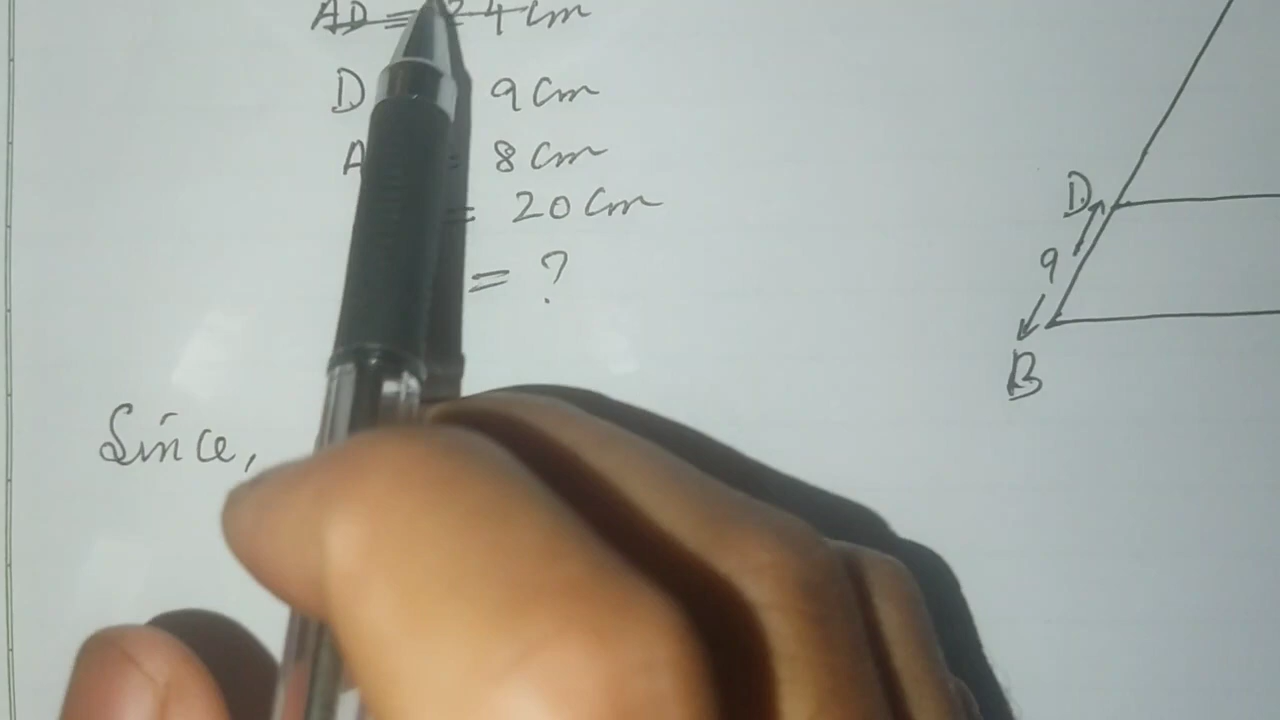 AD = 24 cm
D 9 cm
A = 8 cm
= 20 cm
= ?
Since,
D
9
B